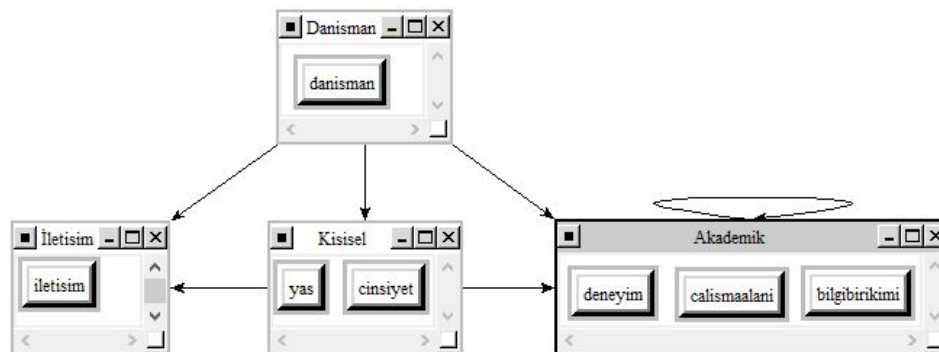 Danisman
danisman
İletisim
Kisisel
Akademik
iletisim
yas
cinsiyet
deneyim
calismaalani
bilgibirikimi